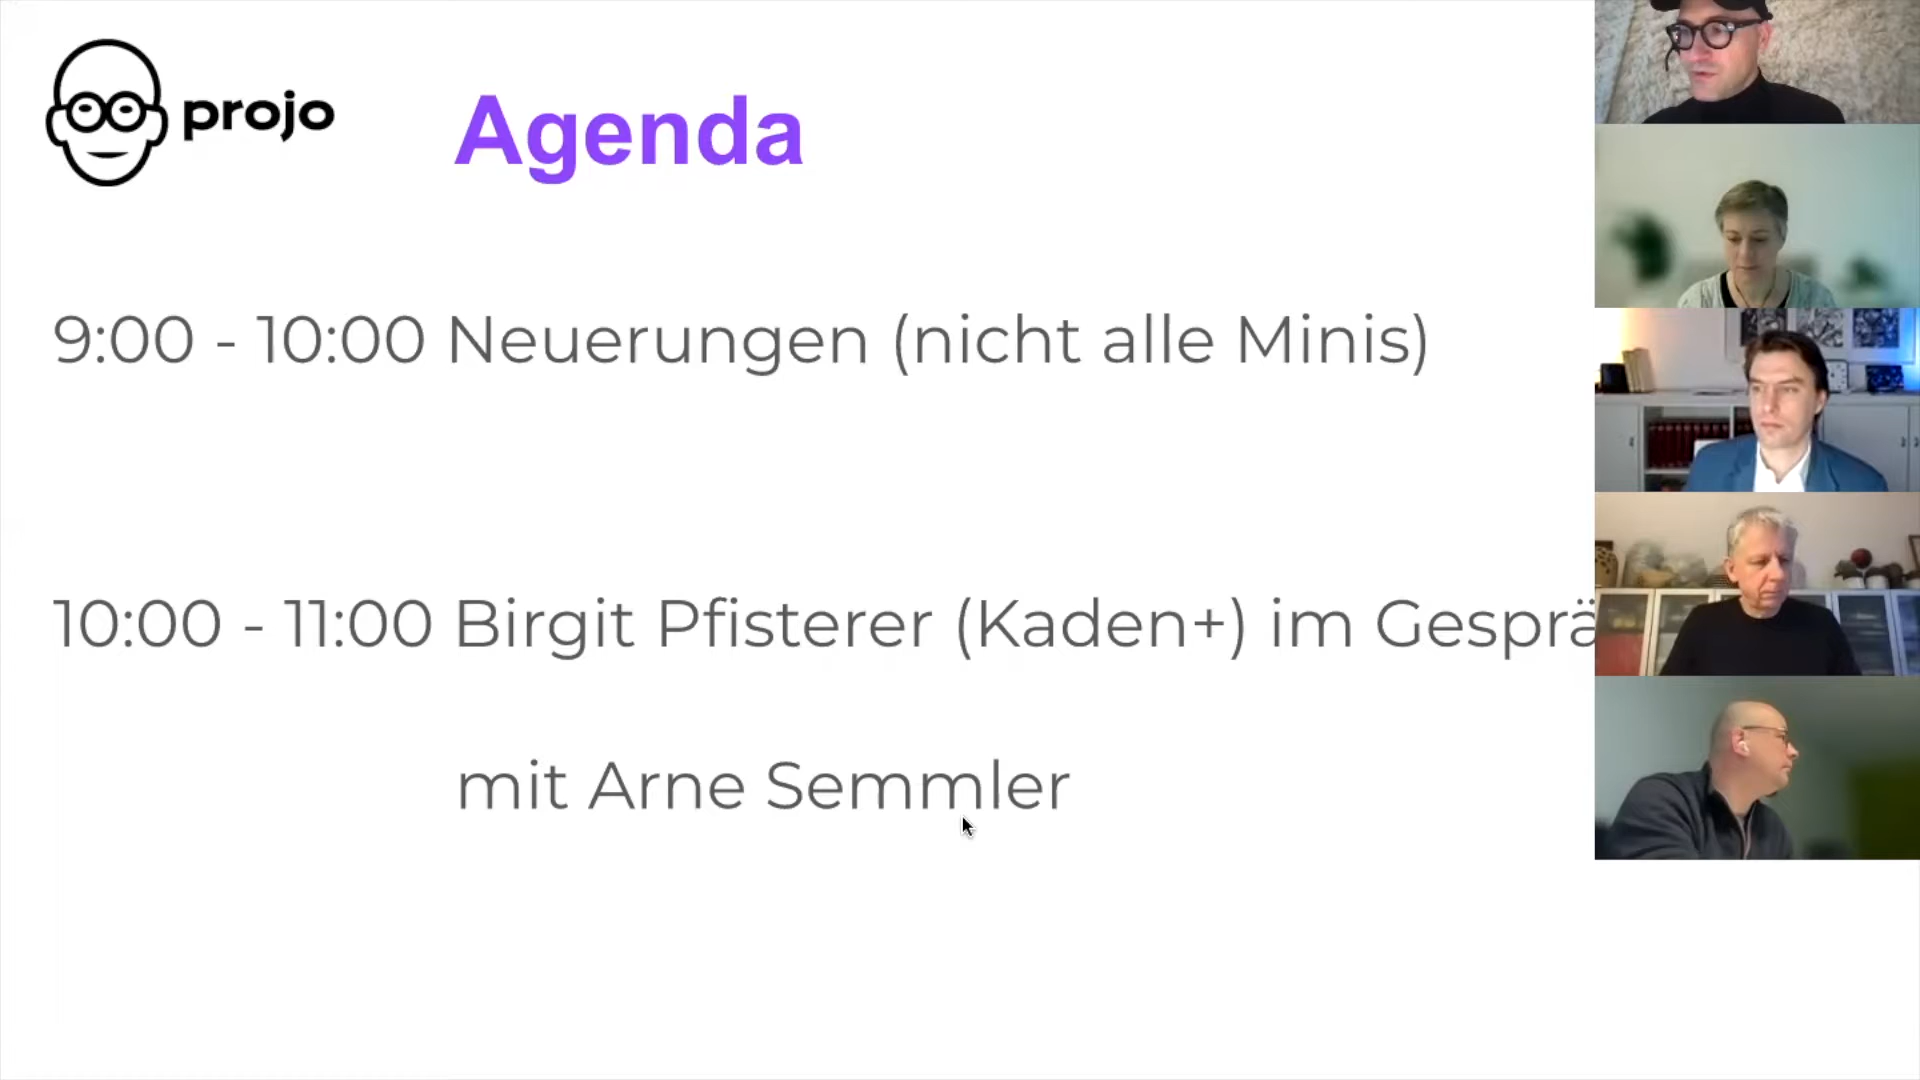 projo
Agenda
9:00 - 10:00 Neuerungen (nicht alle Minis)
10:00 - 11:00 Birgit Pfisterer (Kaden+) im Gesprä
mit Arne Semmler